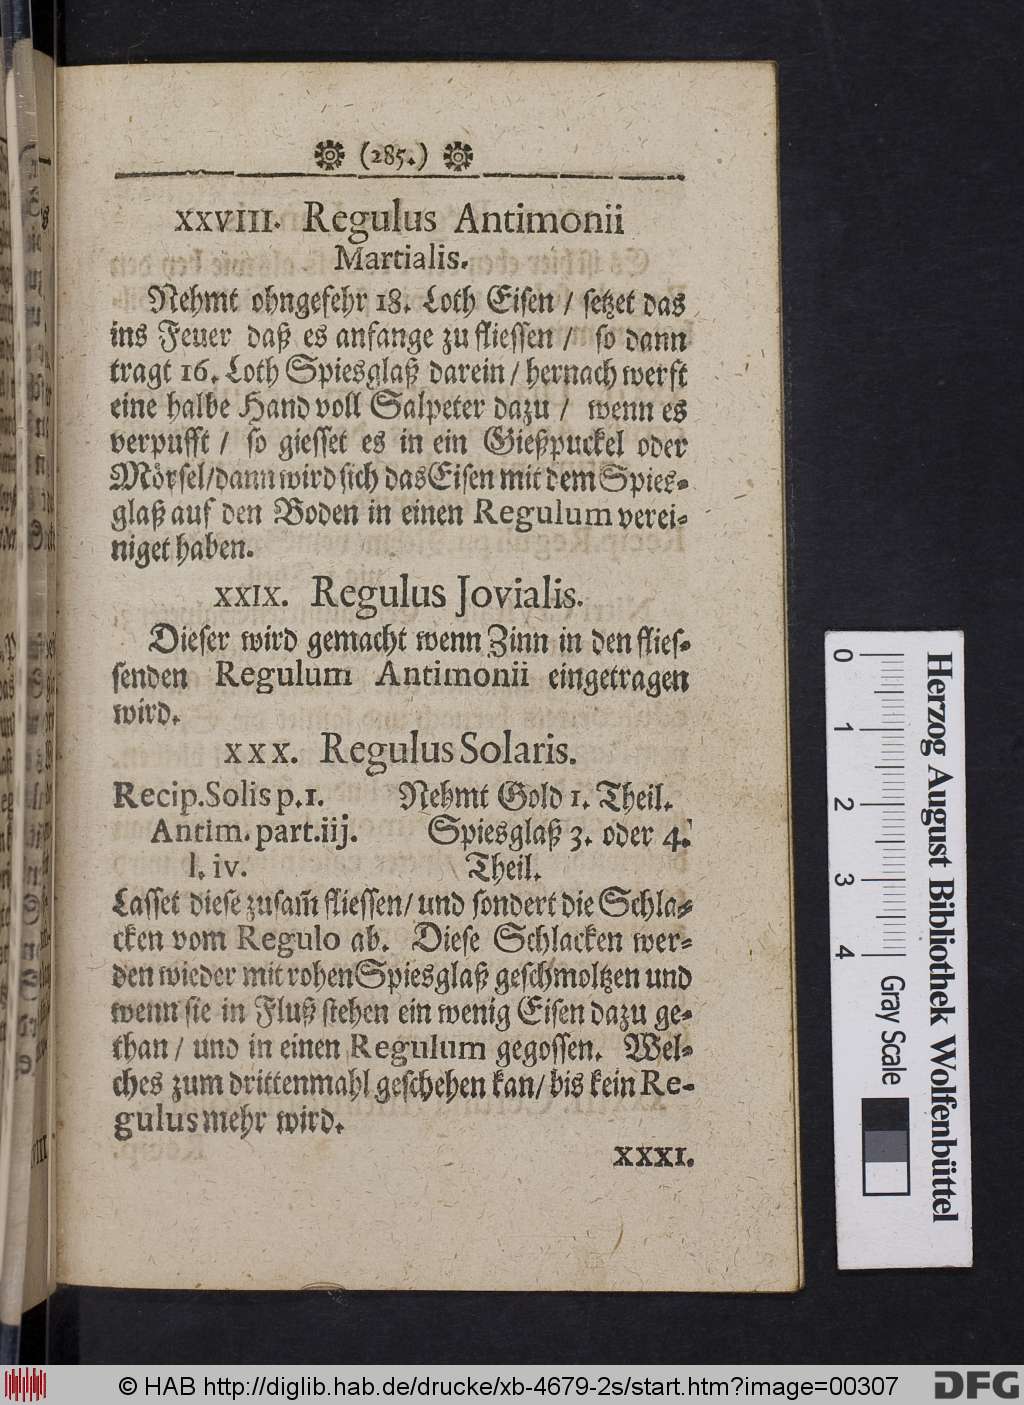 (285.)
XXVIII. Regulus Antimonii
Martialis.
Nehmt ohngefehr 18. Loth Eisen / setzet das
ins Feuer daß es anfange zu fliessen / so dann
tragt 16. Loth Spiesglaß darein / hernach werft
eine halbe Hand voll Salpeter dazu / wenn es
verpufft / so giesset es in ein Gießpuckel oder
Mörsel/dann wird sich das Eisen mit dem Spies-
glaß auf den Boden in einen Regulum verei-
niget haben.
XXIX. Regulus Jovialis.
Dieser wird gemacht wenn Zinn in den flies-
senden Regulum Antimonii eingetragen
wird.
XXX. Regulus Solaris.
Recip. Solis p. 1. Nehmt Gold 1. Theil.
Antim. part. iij. Spiesglaß 3. oder 4.
l. iv. Theil.
Lasset diese zusam̃ fliessen/ und sondert die Schla-
cken vom Regulo ab. Diese Schlacken wer-
den wieder mit rohen Spiesglaß geschmoltzen und
wenn sie in Fluß stehen ein wenig Eisen dazu ge-
than / und in einen Regulum gegossen. Wel-
ches zum drittenmahl geschehen kan/ bis kein Re-
gulus mehr wird.
XXXI.
Herzog August Bibliothek Wolfenbüttel
0 1 2 3 4 Gray Scale
© HAB http://diglib.hab.de/drucke/xb-4679-2s/start.htm?image=00307
DFG